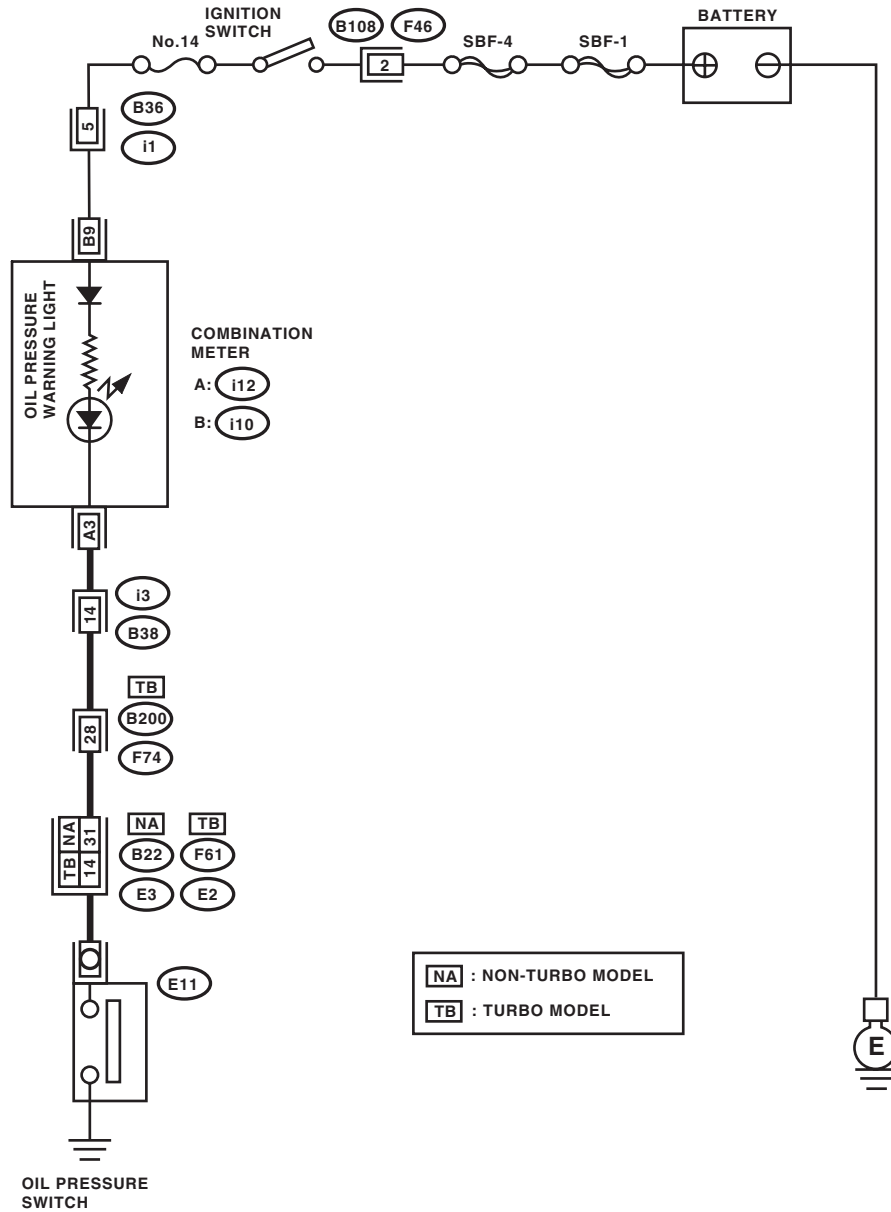 IGNITION
SWITCH
BATTERY
B108 F46
No.14
SBF-4
SBF-1
2
B36
5
i1
B9
OIL PRESSURE
WARNING LIGHT
COMBINATION
METER
A: i12
B: i10
A3
i3
14
B38
TB
B200
28
F74
NA TB
TB NA
14 31
B22 F61
E3 E2
E11
NA : NON-TURBO MODEL
TB : TURBO MODEL
E
OIL PRESSURE
SWITCH